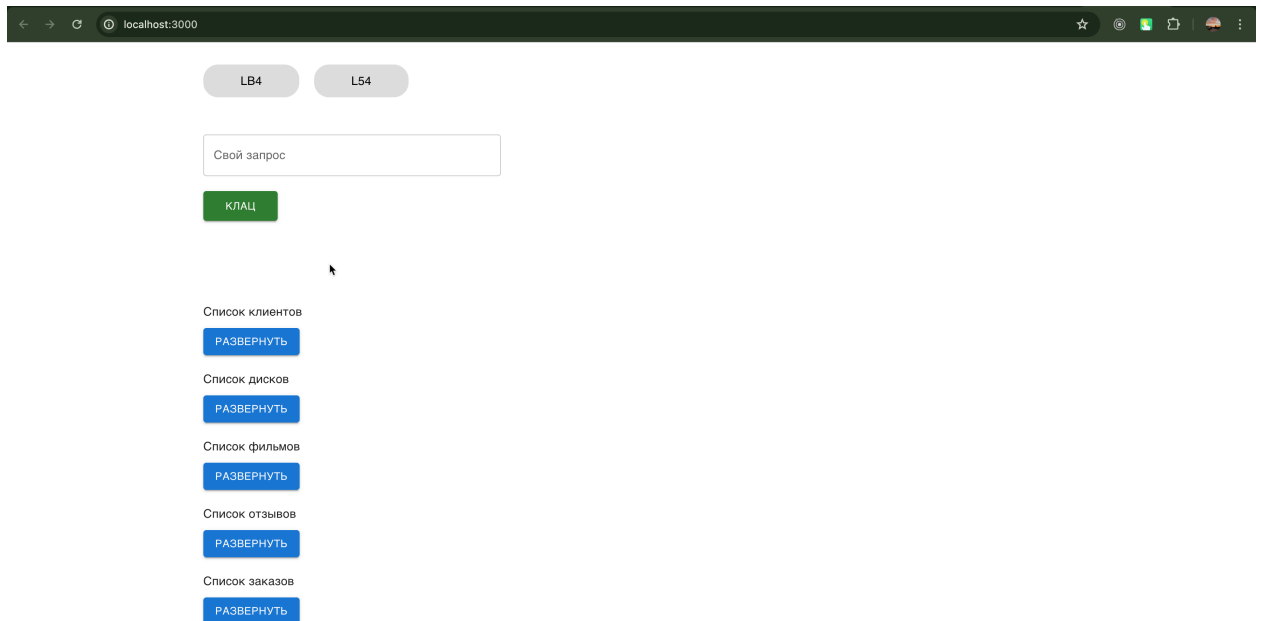 localhost:3000
LB4 L54
Свой запрос
КЛАЦ
Список клиентов
РАЗВЕРНУТЬ
Список дисков
РАЗВЕРНУТЬ
Список фильмов
РАЗВЕРНУТЬ
Список отзывов
РАЗВЕРНУТЬ
Список заказов
РАЗВЕРНУТЬ